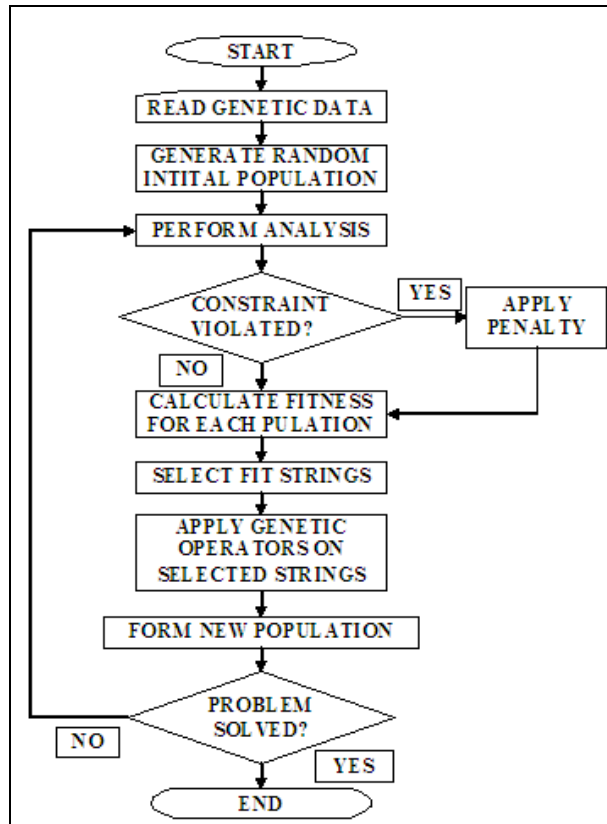 START
READ GENETIC DATA
GENERATE RANDOM
INTITAL POPULATION
PERFORM ANALYSIS
CONSTRAINT
VIOLATED?
YES
APPLY
PENALTY
NO
CALCULATE FITNESS
FOR EACH PULATION
SELECT FIT STRINGS
APPLY GENETIC
OPERATORS ON
SELECTED STRINGS
FORM NEW POPULATION
PROBLEM
SOLVED?
NO
YES
END